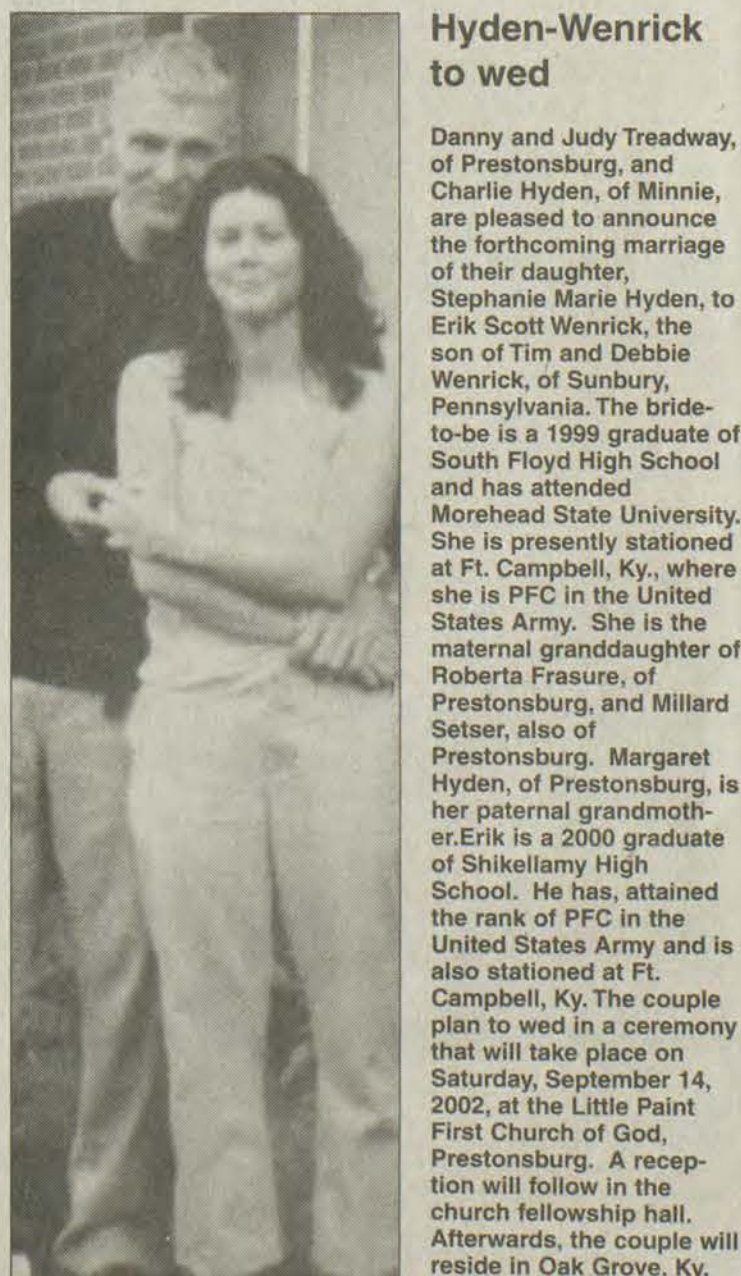 Hyden-Wenrick
to wed
Danny and Judy Treadway,
of Prestonsburg, and
Charlie Hyden, of Minnie,
are pleased to announce
the forthcoming marriage
of their daughter,
Stephanie Marie Hyden, to
Erik Scott Wenrick, the
son of Tim and Debbie
Wenrick, of Sunbury,
Pennsylvania. The bride-
to-be is a 1999 graduate of
South Floyd High School
and has attended
Morehead State University.
She is presently stationed
at Ft. Campbell, Ky., where
she is PFC in the United
States Army. She is the
maternal granddaughter of
Roberta Frasure, of
Prestonsburg, and Millard
Setser, also of
Prestonsburg. Margaret
Hyden, of Prestonsburg, is
her paternal grandmoth-
er.Erik is a 2000 graduate
of Shikellamy High
School. He has, attained
the rank of PFC in the
United States Army and is
also stationed at Ft.
Campbell, Ky. The couple
plan to wed in a ceremony
that will take place on
Saturday, September 14,
2002, at the Little Paint
First Church of God,
Prestonsburg. A recep-
tion will follow in the
church fellowship hall.
Afterwards, the couple will
reside in Oak Grove, Ky.